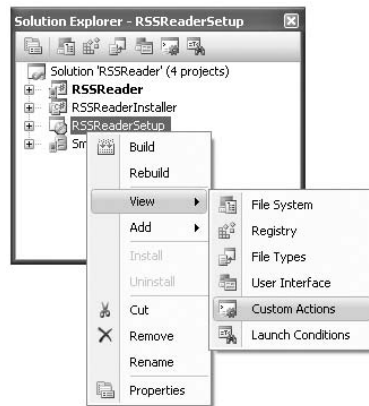 Solution Explorer - RSSReaderSetup
Solution 'RSSReader' (4 projects)
RSSReader
RSSReaderInstaller
RSSReaderSetup
Sm
Build
Rebuild
View
Add
Install
Uninstall
Cut
Remove
Rename
Properties
File System
Registry
File Types
User Interface
Custom Actions
Launch Conditions